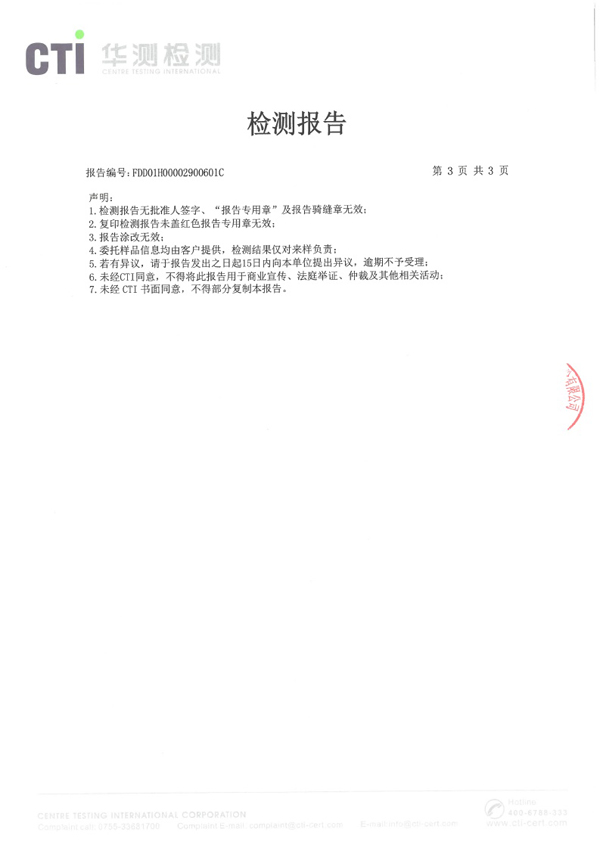 CTi 华测检测
CENTRE TESTING INTERNATIONAL
检测报告
报告编号:FDD01H00002900601C
第 3 页 共 3 页
声明:
1.检测报告无批准人签字、“报告专用章”及报告骑缝章无效;
2.复印检测报告未盖红色报告专用章无效;
3.报告涂改无效;
4.委托样品信息均由客户提供,检测结果仅对来样负责;
5.若有异议,请于报告发出之日起15日内向本单位提出异议,逾期不予受理;
6.未经CTI同意,不得将此报告用于商业宣传、法庭举证、仲裁及其他相关活动;
7.未经 CTI 书面同意,不得部分复制本报告。
有限公司
Hotline
400-6788-333
CENTRE TESTING INTERNATIONAL CORPORATION
Complaint call: 0755-33681700 Complaint E-mail: complaint@cti-cert.com E-mail:info@cti-cert.com www.cti-cert.com